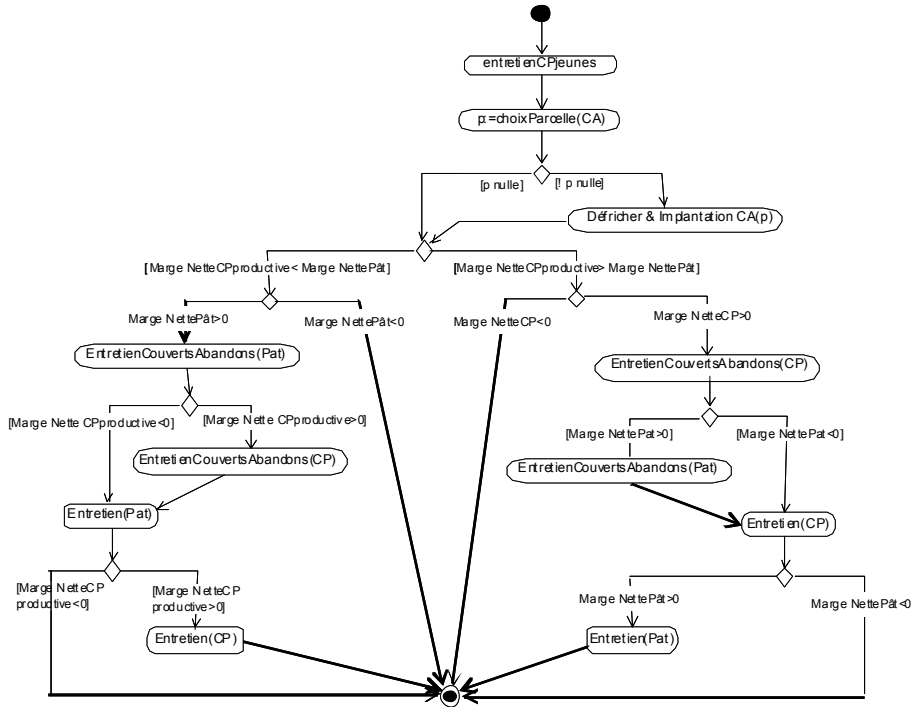 entretienCPjeunes
p:=choixParcelle(CA)
[p nulle]
[! p nulle]
Défricher & Implantation CA(p)
[Marge NetteCPproductive< Marge NettePât]
[Marge NetteCPproductive> Marge NettePât]
Marge NettePât>0
Marge NettePât<0
Marge NetteCP<0
Marge NetteCP>0
EntretienCouvertsAbandons(Pat)
EntretienCouvertsAbandons(CP)
[Marge Nette CPproductive<0]
[Marge Nette CPproductive>0]
[Marge NettePat>0]
[Marge NettePat<0]
EntretienCouvertsAbandons(CP)
EntretienCouvertsAbandons(Pat)
Entretien(Pat)
Entretien(CP)
[Marge NetteCP
productive<0]
[Marge NetteCP
productive>0]
Marge NettePât>0
Marge NettePât<0
Entretien(CP)
Entretien(Pat)